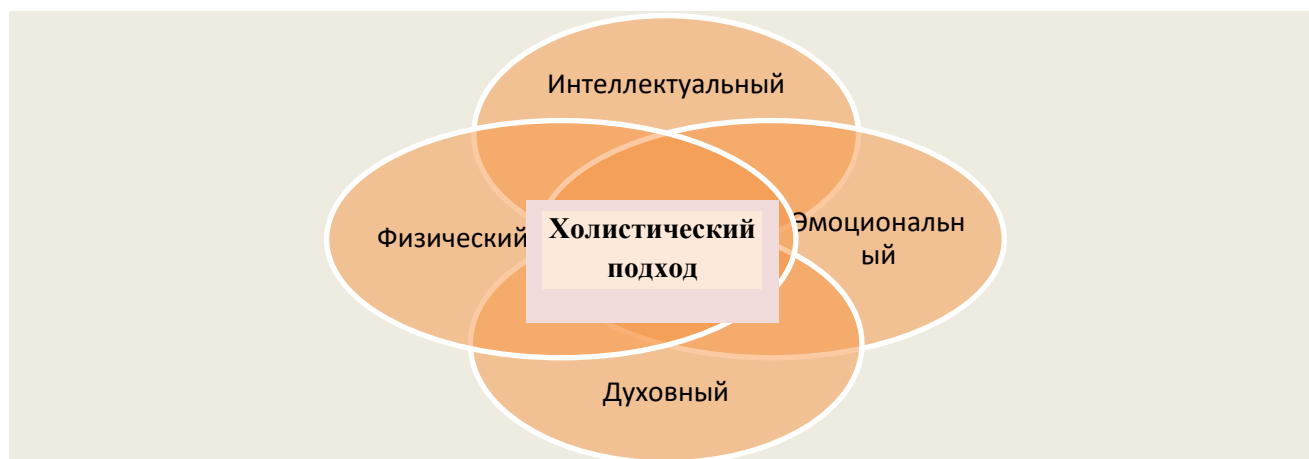 Интеллектуальный
Физический
Холистический
подход
Эмоциональн
ый
Духовный